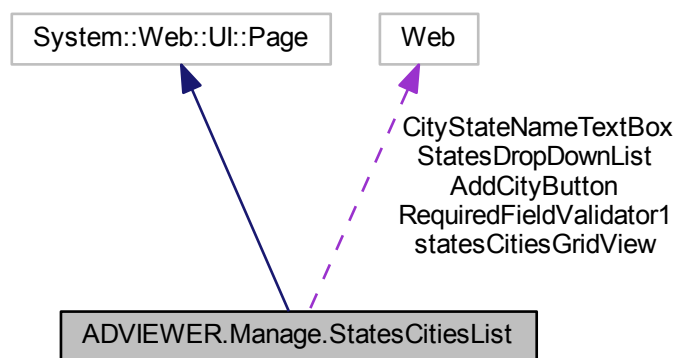 System::Web::UI::Page
Web
CityStateNameTextBox
StatesDropDownList
AddCityButton
RequiredFieldValidator1
statesCitiesGridView
ADVIEWER.Manage.StatesCitiesList